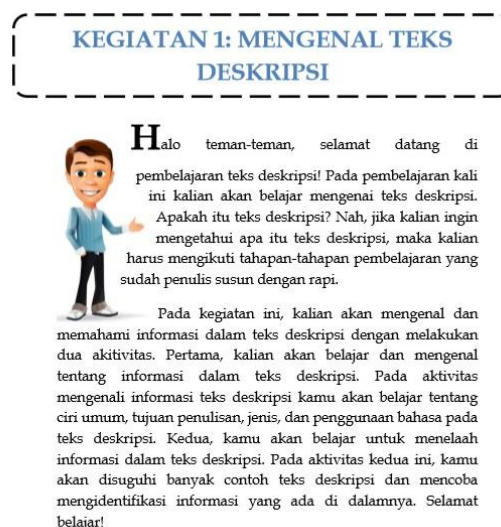 KEGIATAN 1: MENGENAL TEKS
DESKRIPSI
Halo teman-teman, selamat datang di
pembelajaran teks deskripsi! Pada pembelajaran kali
ini kalian akan belajar mengenai teks deskripsi.
Apakah itu teks deskripsi? Nah, jika kalian ingin
mengetahui apa itu teks deskripsi, maka kalian
harus mengikuti tahapan-tahapan pembelajaran yang
sudah penulis susun dengan rapi.
Pada kegiatan ini, kalian akan mengenal dan
memahami informasi dalam teks deskripsi dengan melakukan
dua akitivitas. Pertama, kalian akan belajar dan mengenal
tentang informasi dalam teks deskripsi. Pada aktivitas
mengenali informasi teks deskripsi kamu akan belajar tentang
ciri umum, tujuan penulisan, jenis, dan penggunaan bahasa pada
teks deskripsi. Kedua, kamu akan belajar untuk menelaah
informasi dalam teks deskripsi. Pada aktivitas kedua ini, kamu
akan disuguhi banyak contoh teks deskripsi dan mencoba
mengidentifikasi informasi yang ada di dalamnya. Selamat
belajar!